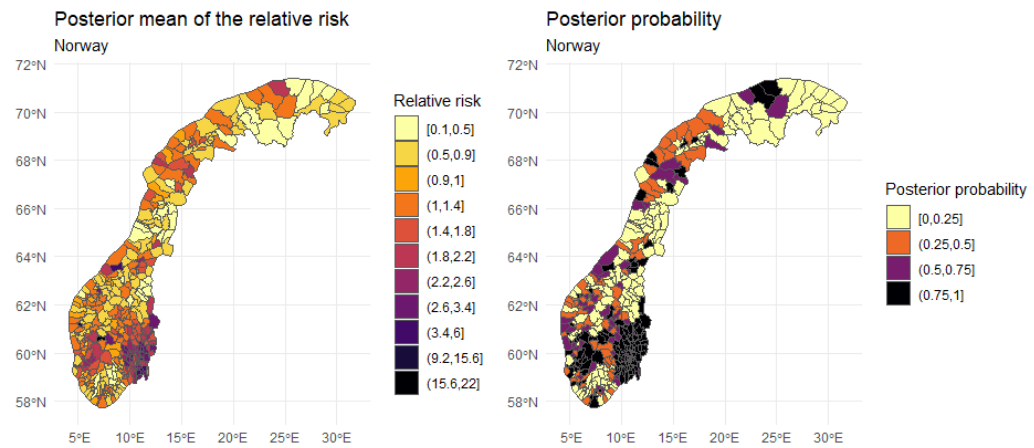 Posterior mean of the relative risk
Norway
72°N
70°N
68°N
66°N
64°N
62°N
60°N
58°N
5°E 10°E 15°E 20°E 25°E 30°E
Relative risk
[0.1,0.5]
(0.5,0.9]
(0.9,1]
(1,1.4]
(1.4,1.8]
(1.8,2.2]
(2.2,2.6]
(2.6,3.4]
(3.4,6]
(9.2,15.6]
(15.6,22]
Posterior probability
Norway
72°N
70°N
68°N
66°N
64°N
62°N
60°N
58°N
5°E 10°E 15°E 20°E 25°E 30°E
Posterior probability
[0,0.25]
(0.25,0.5]
(0.5,0.75]
(0.75,1]